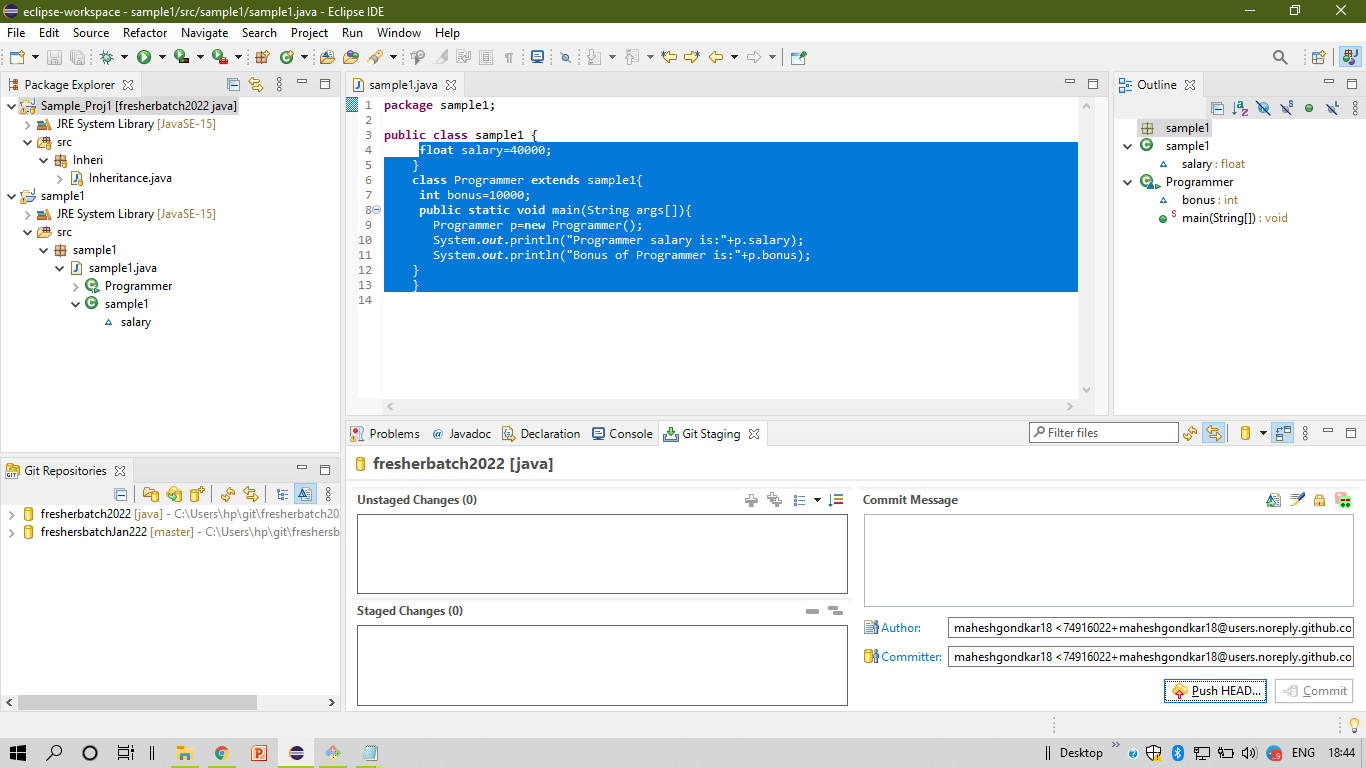 eclipse-workspace - sample1/src/sample1/sample1.java - Eclipse IDE
File Edit Source Refactor Navigate Search Project Run Window Help
Package Explorer
Sample_Proj1 [fresherbatch2022 java]
JRE System Library [JavaSE-15]
src
Inheri
Inheritance.java
sample1
JRE System Library [JavaSE-15]
src
sample1
sample1.java
Programmer
sample1
salary
sample1.java
1 package sample1;
2
3 public class sample1 {
4 float salary=40000;
5 }
6 class Programmer extends sample1{
7 int bonus=10000;
8 public static void main(String args[]){
9 Programmer p=new Programmer();
10 System.out.println("Programmer salary is:"+p.salary);
11 System.out.println("Bonus of Programmer is:"+p.bonus);
12 }
13 }
14
Outline
sample1
sample1
salary : float
Programmer
bonus : int
main(String[]) : void
Git Repositories
fresherbatch2022 [java] - C:\Users\hp\git\fresherbatch20
freshersbatchJan222 [master] - C:\Users\hp\git\freshersb
Problems @ Javadoc Declaration Console Git Staging
Filter files
fresherbatch2022 [java]
Unstaged Changes (0)
Staged Changes (0)
Commit Message
Author: maheshgondkar18 <74916022+maheshgondkar18@users.noreply.github.co
Committer: maheshgondkar18 <74916022+maheshgondkar18@users.noreply.github.co
Push HEAD... Commit
Desktop ENG 18:44